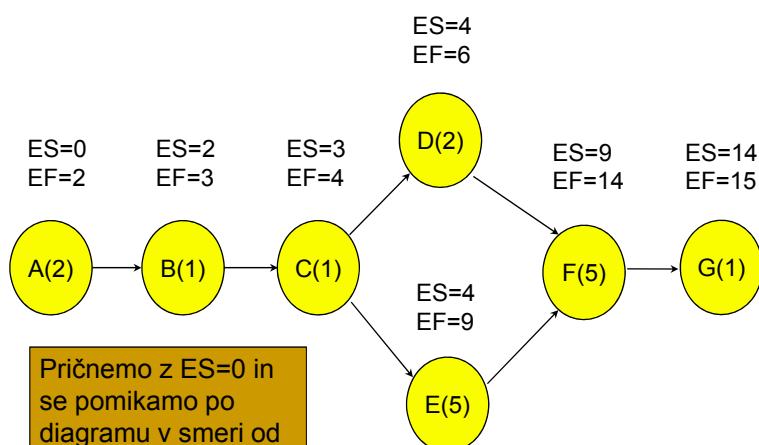 ES=4
EF=6
D(2)
ES=0
EF=2
ES=2
EF=3
ES=3
EF=4
ES=9
EF=14
ES=14
EF=15
A(2)
B(1)
C(1)
F(5)
G(1)
ES=4
EF=9
E(5)
Pričnemo z ES=0 in
se pomikamo po
diagramu v smeri od